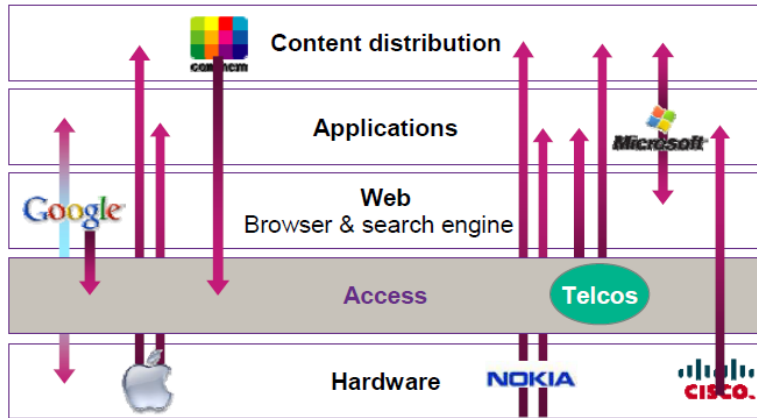 Content distribution
Applications
Microsoft
Web
Google
Browser & search engine
Access
Telcos
Hardware
NOKIA
CISCO